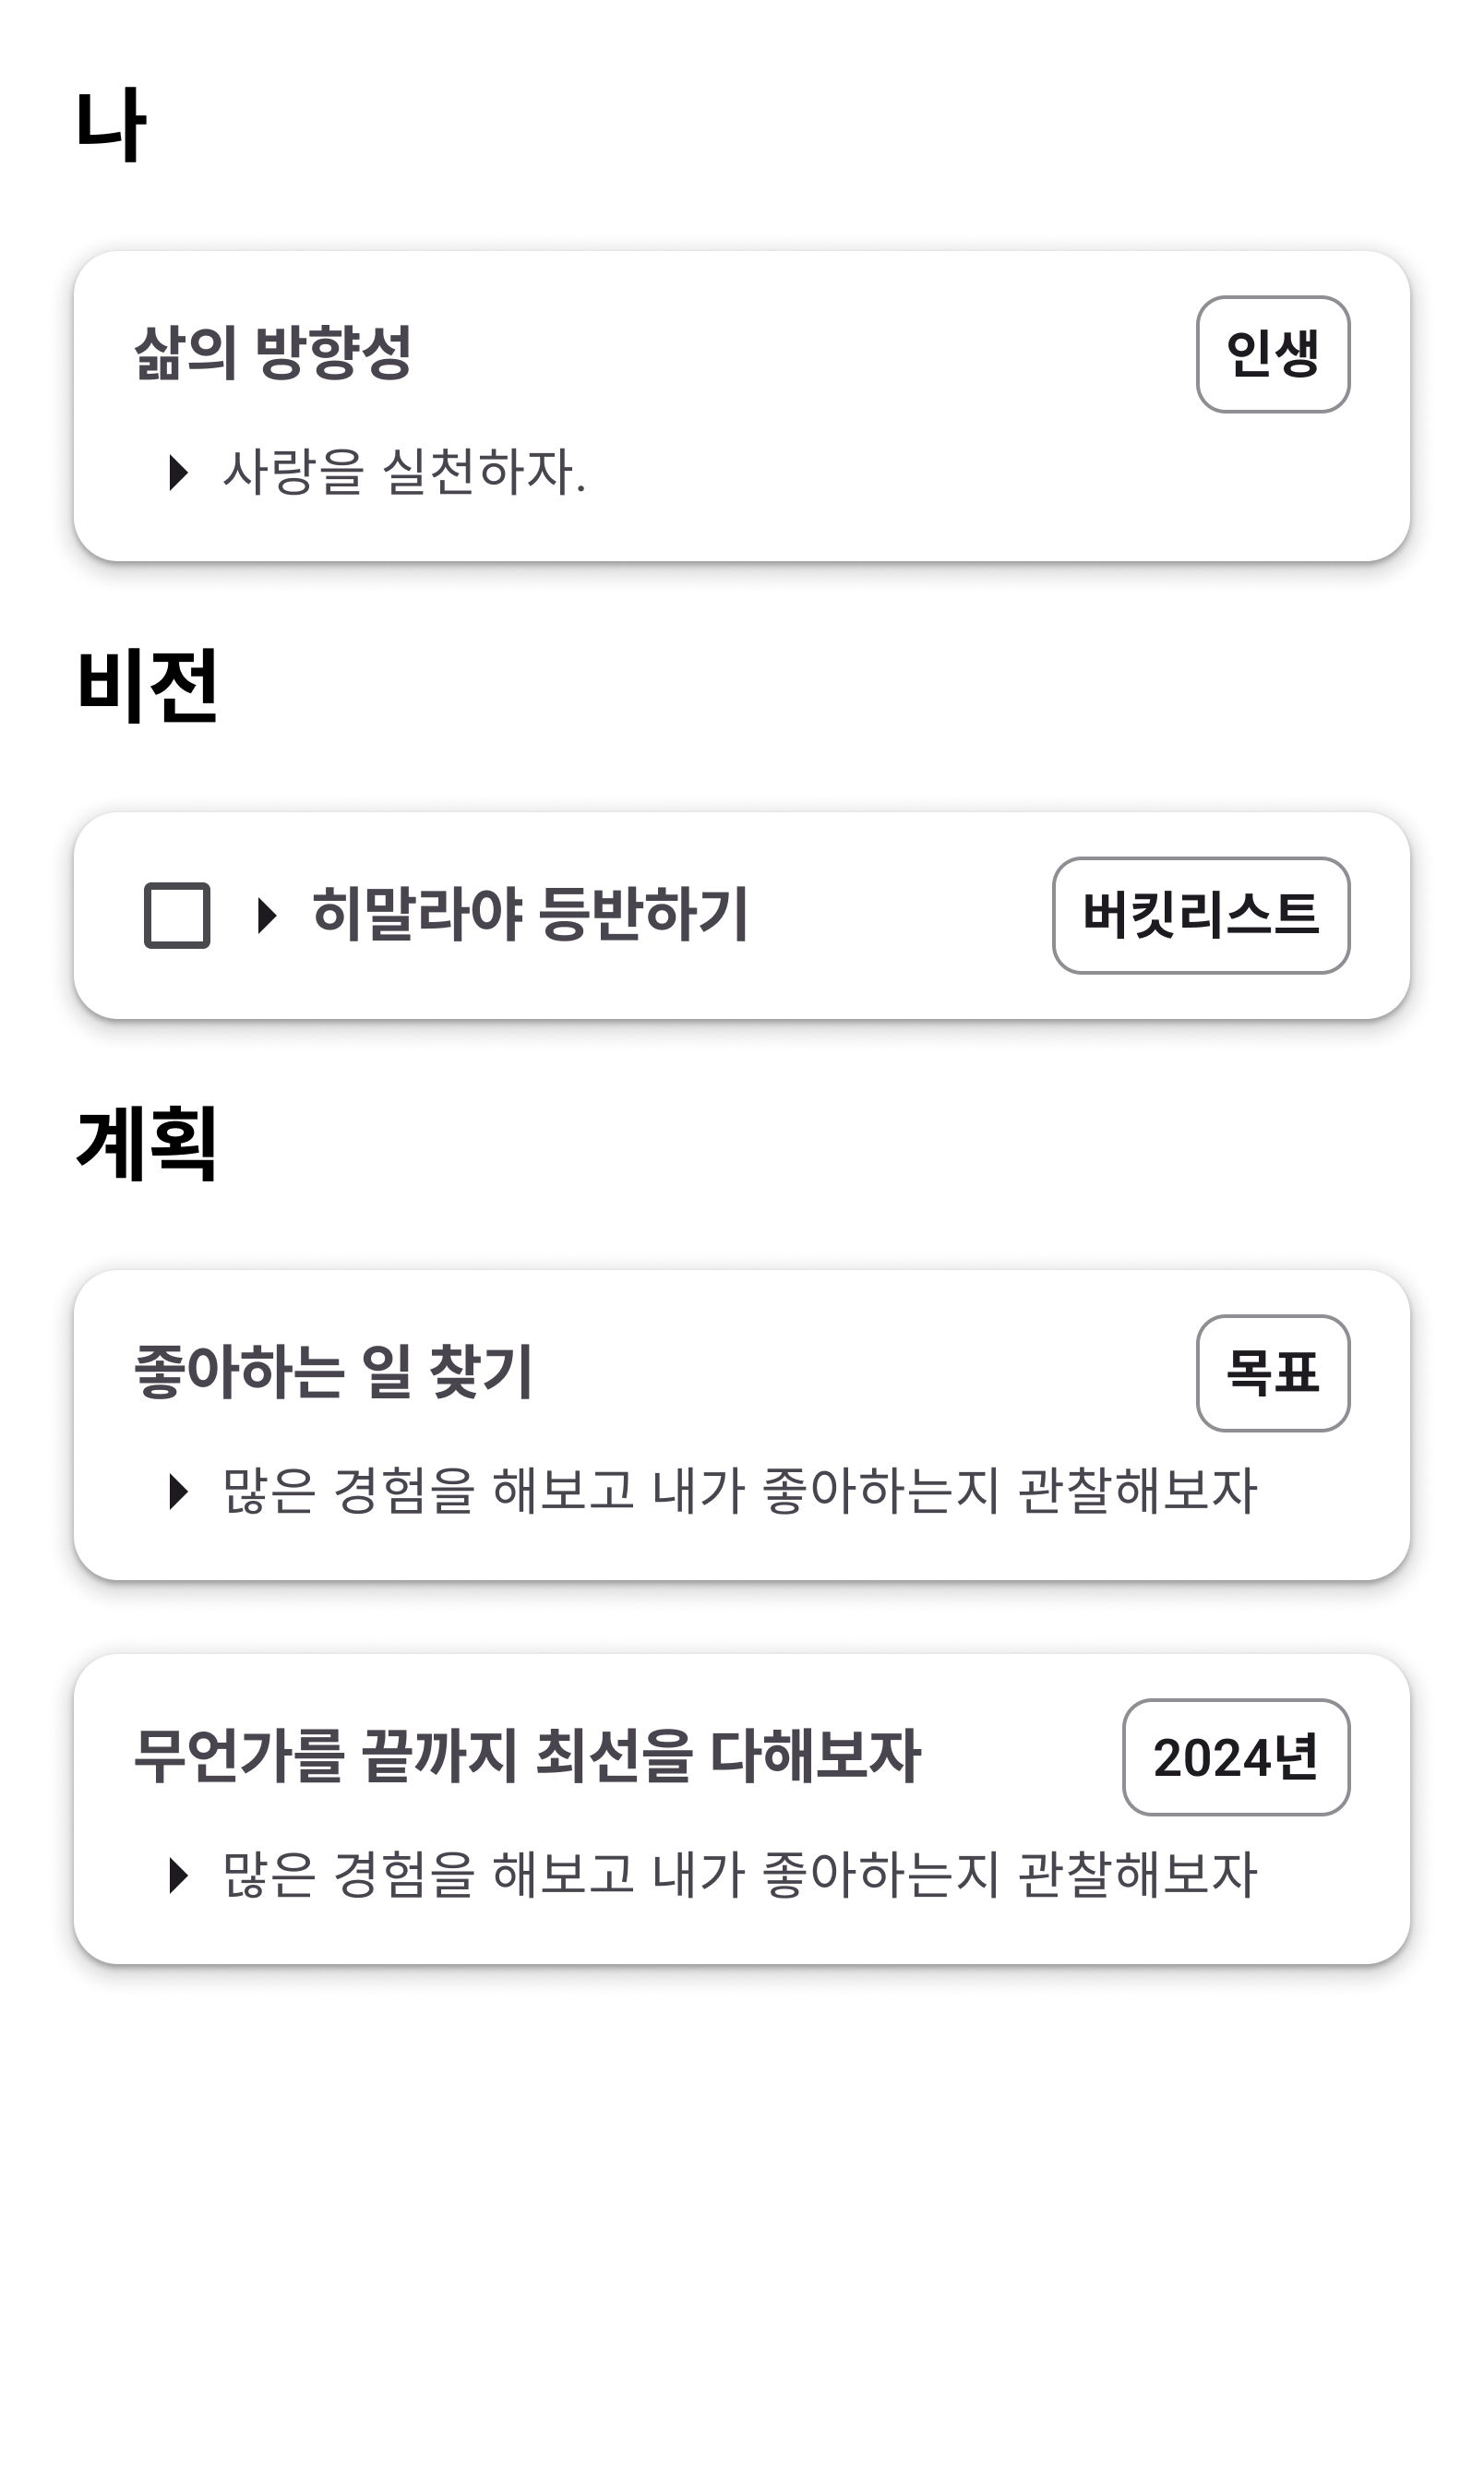 나
삶의 방향성 인생
사랑을 실천하자.
비전
히말라야 등반하기 버킷리스트
계획
좋아하는 일 찾기 목표
많은 경험을 해보고 내가 좋아하는지 관찰해보자
무언가를 끝까지 최선을 다해보자 2024년
많은 경험을 해보고 내가 좋아하는지 관찰해보자